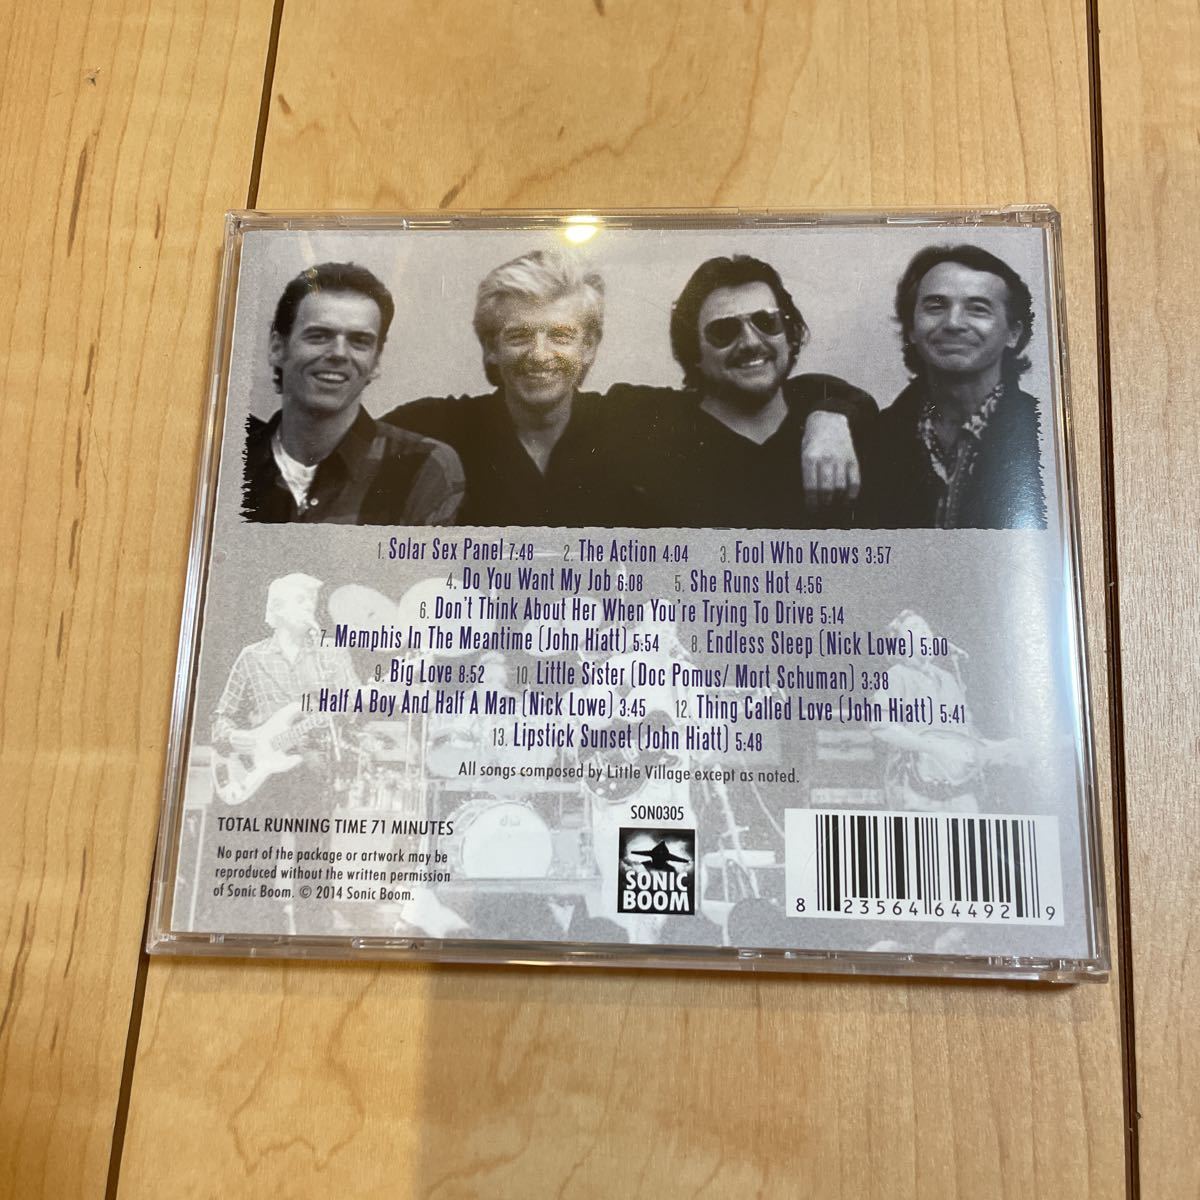 1. Solar Sex Panel 7:48 2. The Action 4:04 3. Fool Who Knows 3:57
4. Do You Want My Job 6:08 5. She Runs Hot 4:56
6. Don't Think About Her When You're Trying To Drive 5:14
7. Memphis In The Meantime (John Hiatt) 5:54 8. Endless Sleep (Nick Lowe) 5:00
9. Big Love 8:52 10. Little Sister (Doc Pomus/ Mort Schuman) 3:38
11. Half A Boy And Half A Man (Nick Lowe) 3:45 12. Thing Called Love (John Hiatt) 5:41
13. Lipstick Sunset (John Hiatt) 5:48
All songs composed by Little Village except as noted.
TOTAL RUNNING TIME 71 MINUTES
No part of the package or artwork may be
reproduced without the written permission
of Sonic Boom. © 2014 Sonic Boom.
SON0305
SONIC
BOOM
8 23564 64492 9